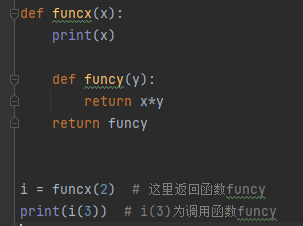 def funcx(x):
    print(x)

    def funcy(y):
        return x*y
    return funcy


i = funcx(2)  # 这里返回函数funcy
print(i(3))  # i(3)为调用函数funcy